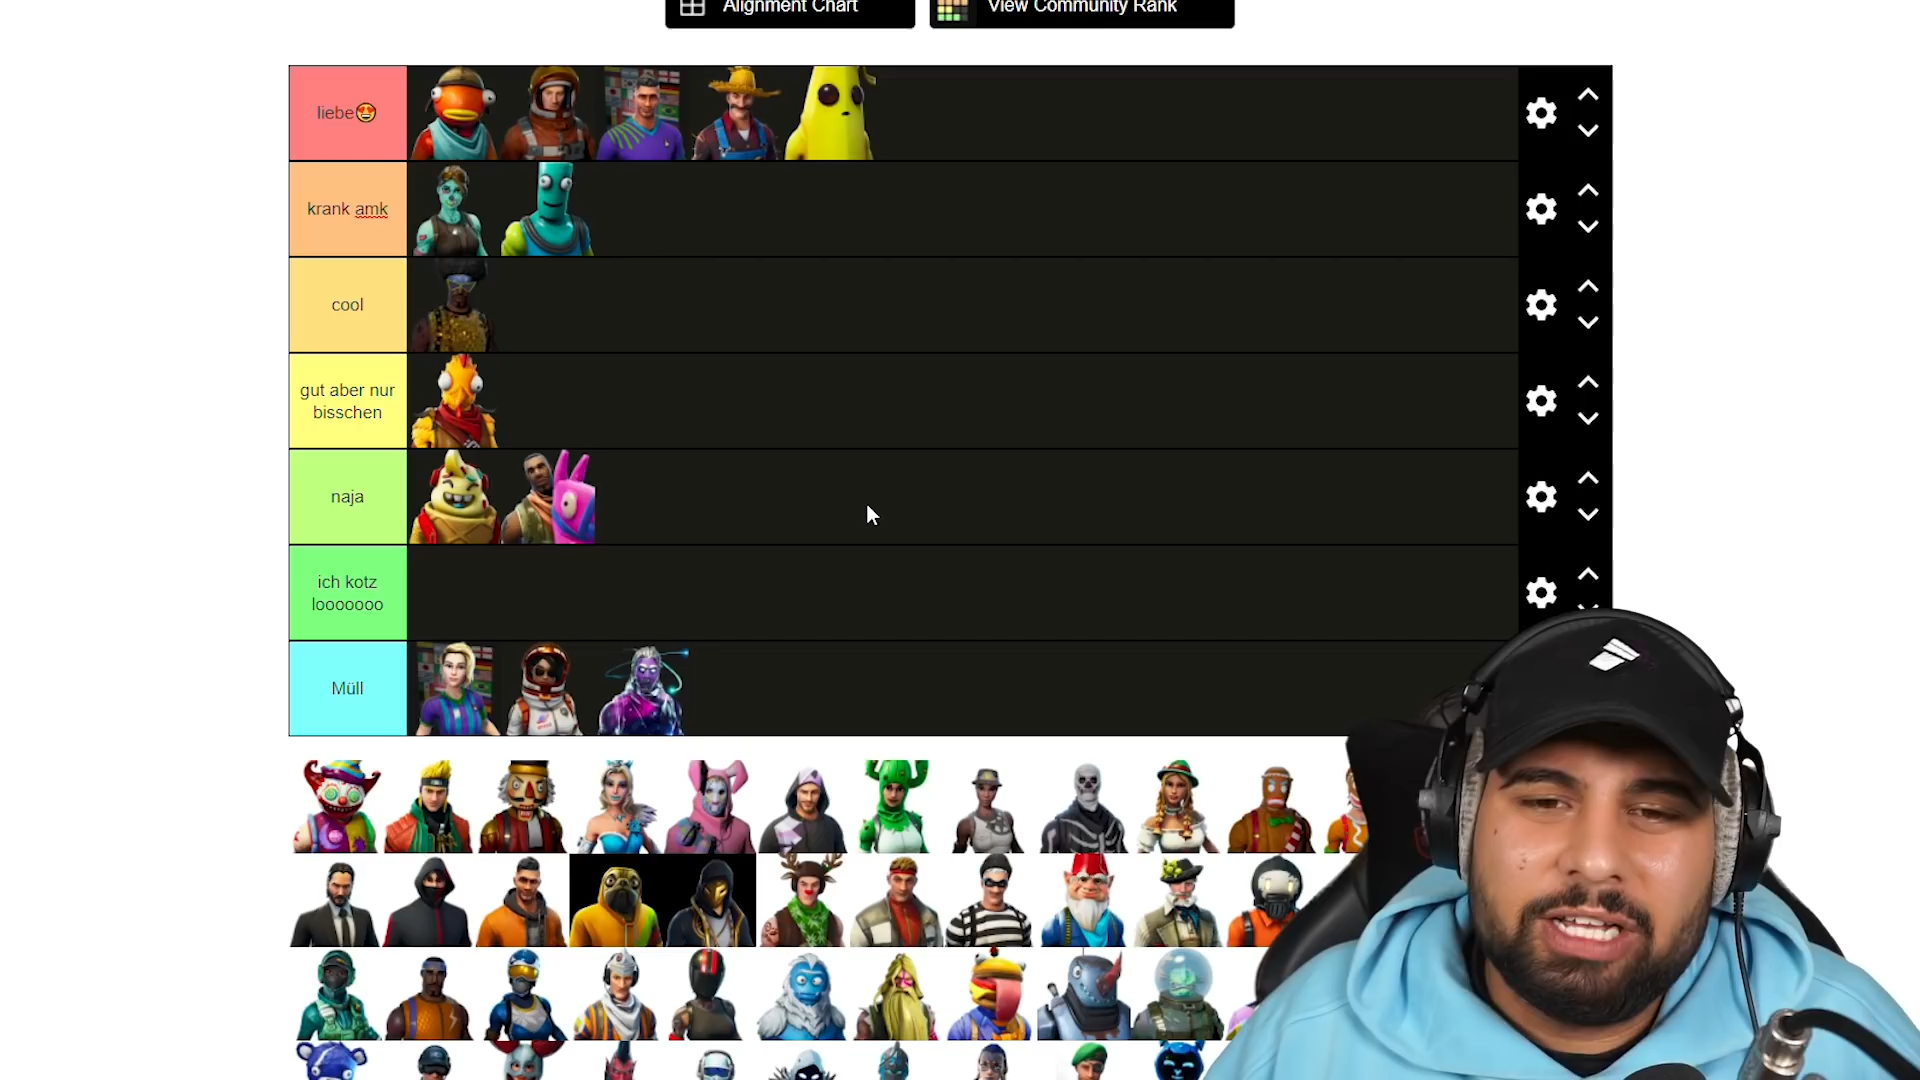 Alignment Chart
View Community Rank
liebe😍
krank amk
cool
gut aber nur
bisschen
naja
ich kotz
looooooo
Müll